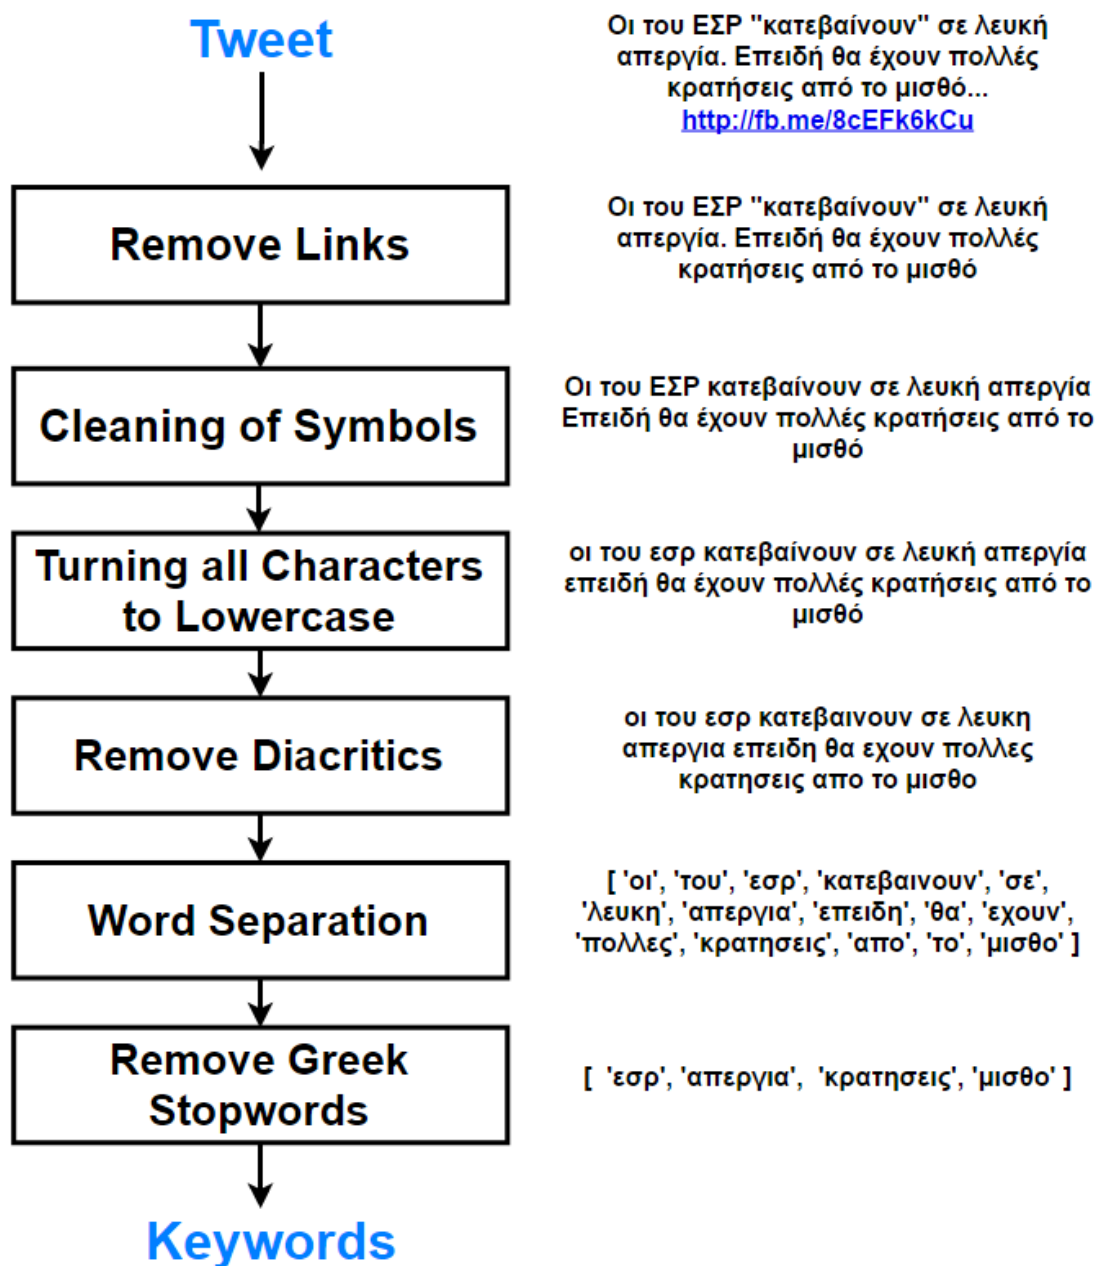 Tweet
Οι του ΕΣΡ "κατεβαίνουν" σε λευκή
απεργία. Επειδή θα έχουν πολλές
κρατήσεις από το μισθό...
http://fb.me/8cEFk6kCu
Remove Links
Οι του ΕΣΡ "κατεβαίνουν" σε λευκή
απεργία. Επειδή θα έχουν πολλές
κρατήσεις από το μισθό
Cleaning of Symbols
Οι του ΕΣΡ κατεβαίνουν σε λευκή απεργία
Επειδή θα έχουν πολλές κρατήσεις από το
μισθό
Turning all Characters
to Lowercase
οι του εσρ κατεβαίνουν σε λευκή απεργία
επειδή θα έχουν πολλές κρατήσεις από το
μισθό
Remove Diacritics
οι του εσρ κατεβαινουν σε λευκη
απεργια επειδη θα εχουν πολλες
κρατησεις απο το μισθο
Word Separation
[ 'οι', 'του', 'εσρ', 'κατεβαινουν', 'σε',
'λευκη', 'απεργια', 'επειδη', 'θα', 'εχουν',
'πολλες', 'κρατησεις', 'απο', 'το', 'μισθο' ]
Remove Greek
Stopwords
[ 'εσρ', 'απεργια', 'κρατησεις', 'μισθο' ]
Keywords